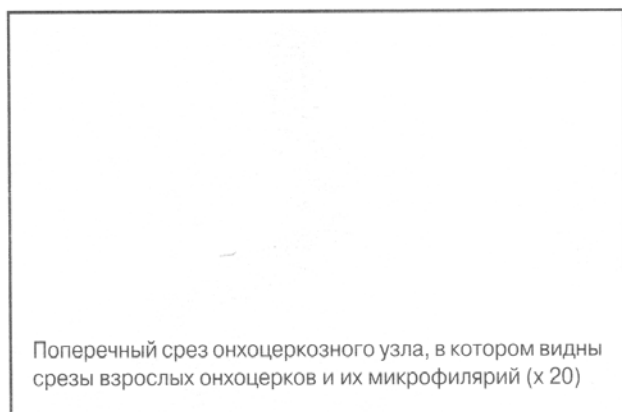 Поперечный срез онхоцеркозного узла, в котором видны
срезы взрослых онхоцерков и их микрофилярий (х 20)